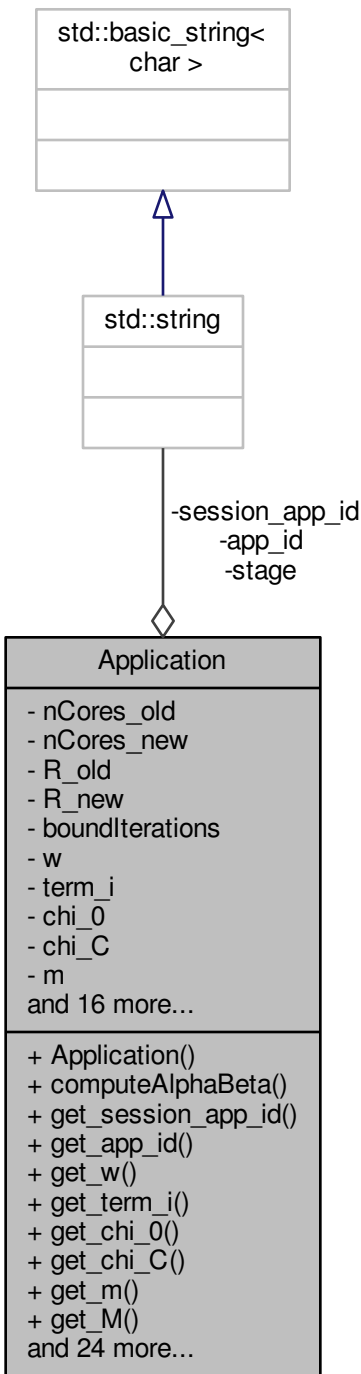 std::basic_string<
char >
std::string
-session_app_id
-app_id
-stage
Application
- nCores_old
- nCores_new
- R_old
- R_new
- boundIterations
- w
- term_i
- chi_0
- chi_C
- m
and 16 more...
+ Application()
+ computeAlphaBeta()
+ get_session_app_id()
+ get_app_id()
+ get_w()
+ get_term_i()
+ get_chi_0()
+ get_chi_C()
+ get_m()
+ get_M()
and 24 more...